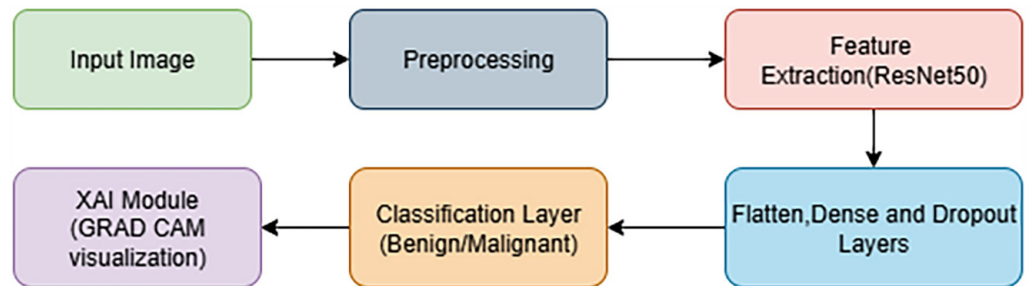 Input Image
Preprocessing
Feature
Extraction(ResNet50)
Flatten,Dense and Dropout
Layers
Classification Layer
(Benign/Malignant)
XAI Module
(GRAD CAM
visualization)